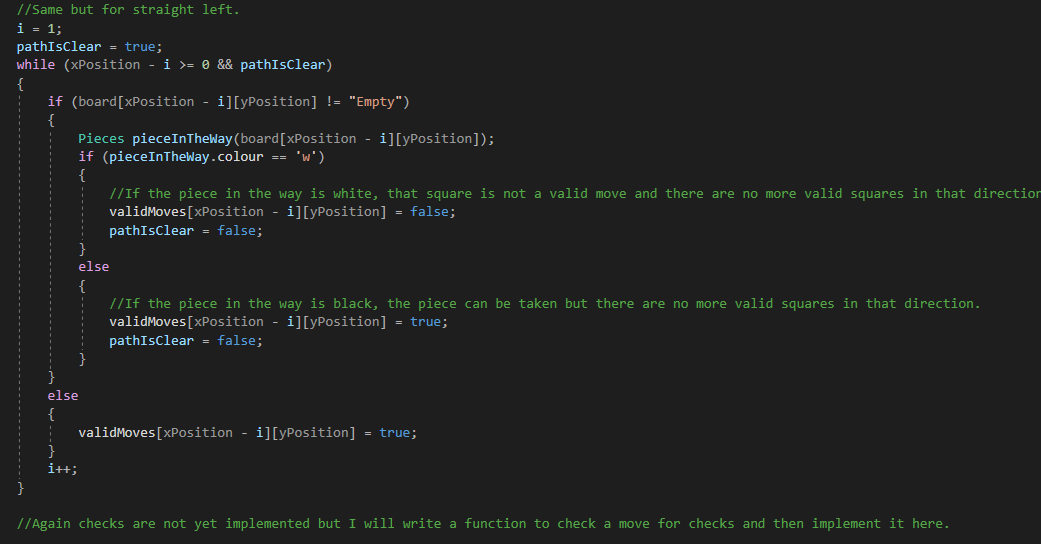 //Same but for straight left.
i = 1;
pathIsClear = true;
while (xPosition - i >= 0 && pathIsClear)
{
if (board[xPosition - i][yPosition] != "Empty")
{
Pieces pieceInTheWay(board[xPosition - i][yPosition]);
if (pieceInTheWay.colour == 'w')
{
//If the piece in the way is white, that square is not a valid move and there are no more valid squares in that direction
validMoves[xPosition - i][yPosition] = false;
pathIsClear = false;
}
else
{
//If the piece in the way is black, the piece can be taken but there are no more valid squares in that direction.
validMoves[xPosition - i][yPosition] = true;
pathIsClear = false;
}
}
else
{
validMoves[xPosition - i][yPosition] = true;
}
i++;
}
//Again checks are not yet implemented but I will write a function to check a move for checks and then implement it here.